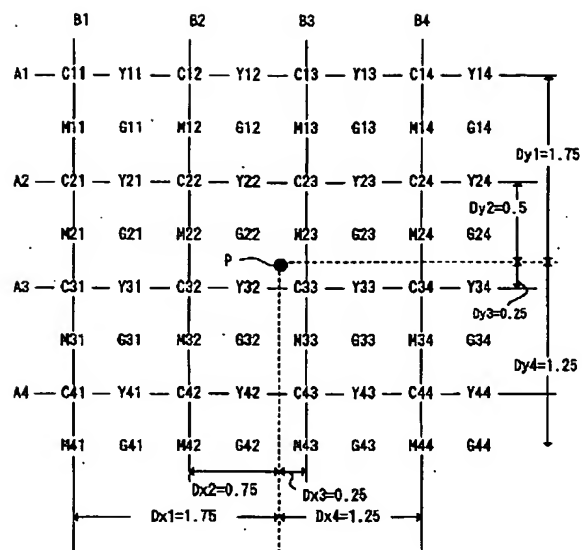 B1 B2 B3 B4
A1 C11 Y11 C12 Y12 C13 Y13 C14 Y14
M11 G11 M12 G12 M13 G13 M14 G14
Dy1=1.75
A2 C21 Y21 C22 Y22 C23 Y23 C24 Y24
Dy2=0.5
M21 G21 M22 G22 M23 G23 M24 G24
P
A3 C31 Y31 C32 Y32 C33 Y33 C34 Y34
Dy3=0.25
M31 G31 M32 G32 M33 G33 M34 G34
Dy4=1.25
A4 C41 Y41 C42 Y42 C43 Y43 C44 Y44
M41 G41 M42 G42 M43 G43 M44 G44
Dx2=0.75 Dx3=0.25
Dx1=1.75 Dx4=1.25